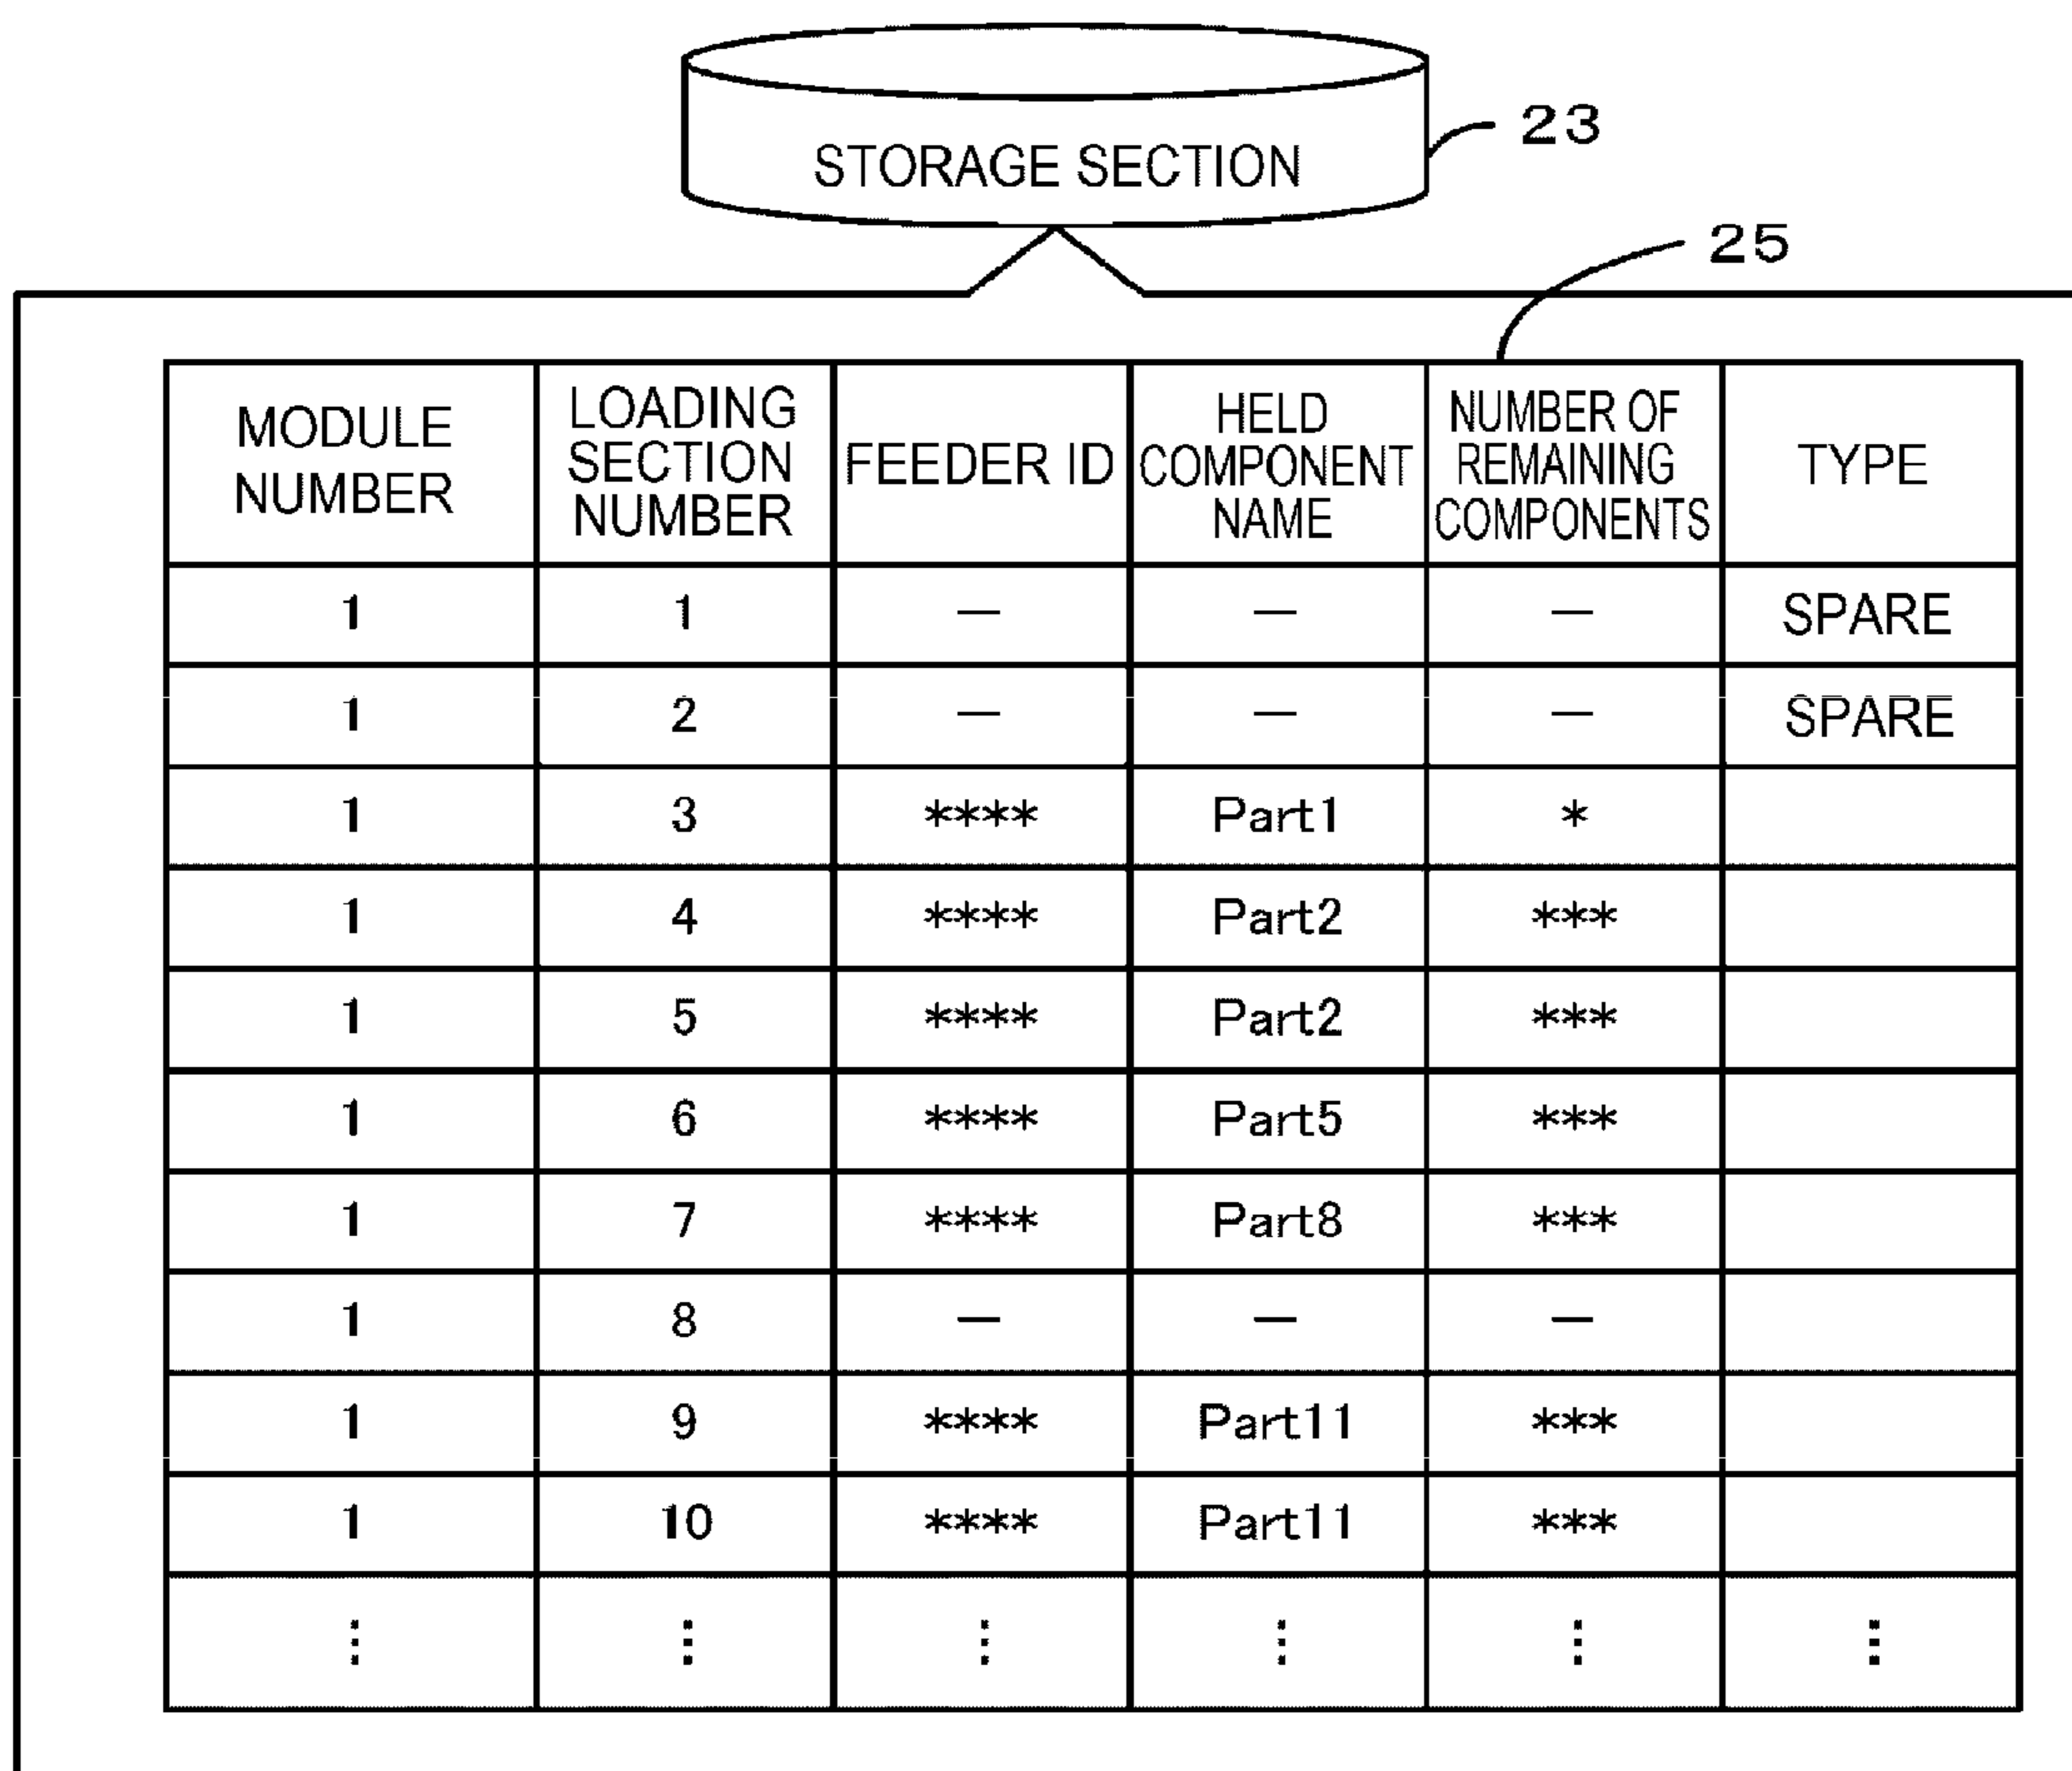 STORAGE SECTION
23
25
MODULE NUMBER LOADING SECTION NUMBER FEEDER ID HELD COMPONENT NAME NUMBER OF REMAINING COMPONENTS TYPE
1 1 — — — SPARE
1 2 — — — SPARE
1 3 **** Part1 *
1 4 **** Part2 ***
1 5 **** Part2 ***
1 6 **** Part5 ***
1 7 **** Part8 ***
1 8 — — —
1 9 **** Part11 ***
1 10 **** Part11 ***
⋮ ⋮ ⋮ ⋮ ⋮ ⋮